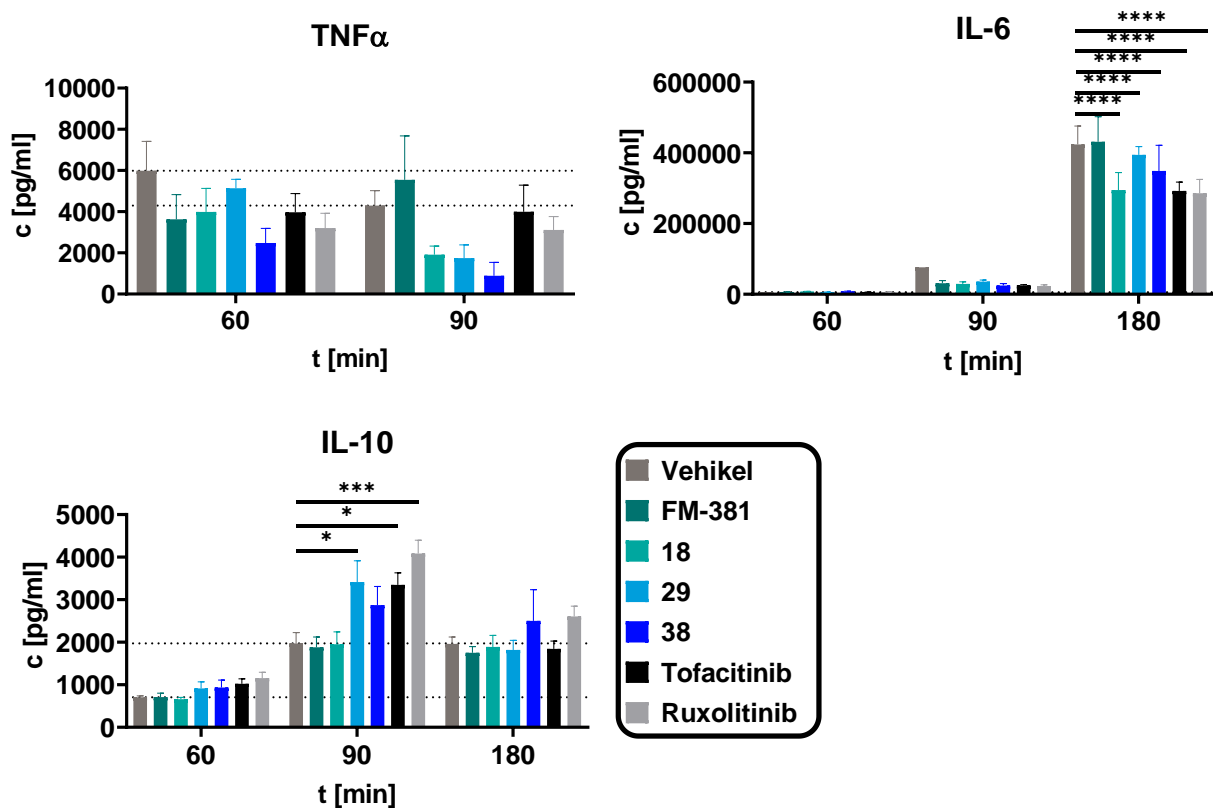 TNFα
c [pg/ml]
10000
8000
6000
4000
2000
0
60
90
t [min]
IL-6
****
****
****
****
****
c [pg/ml]
600000
400000
200000
0
60
90
180
t [min]
IL-10
***
*
*
c [pg/ml]
5000
4000
3000
2000
1000
0
60
90
180
t [min]
Vehikel
FM-381
18
29
38
Tofacitinib
Ruxolitinib